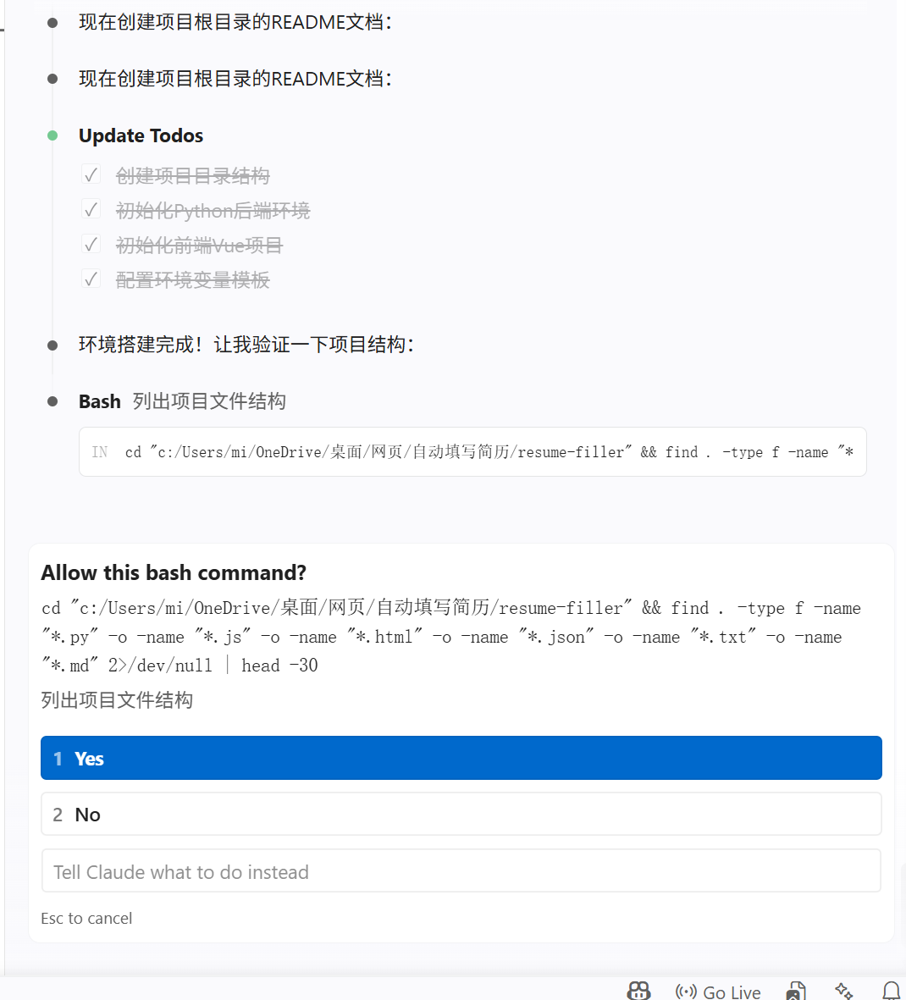 现在创建项目根目录的README文档：
现在创建项目根目录的README文档：
Update Todos
创建项目目录结构
初始化Python后端环境
初始化前端Vue项目
配置环境变量模板
环境搭建完成！让我验证一下项目结构：
Bash 列出项目文件结构
IN cd "c:/Users/mi/OneDrive/桌面/网页/自动填写简历/resume-filler" && find . -type f -name "*
Allow this bash command?
cd "c:/Users/mi/OneDrive/桌面/网页/自动填写简历/resume-filler" && find . -type f -name
"*.py" -o -name "*.js" -o -name "*.html" -o -name "*.json" -o -name "*.txt" -o -name
"*.md" 2>/dev/null | head -30
列出项目文件结构
1 Yes
2 No
Tell Claude what to do instead
Esc to cancel
Go Live